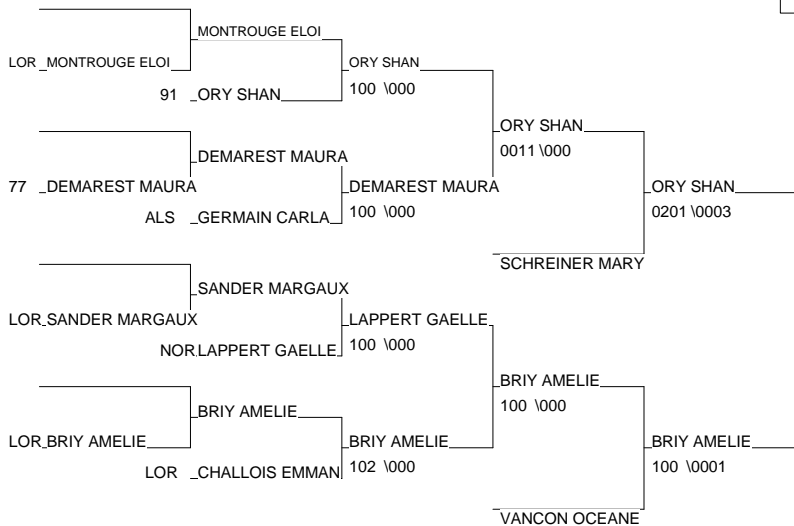 MONTROUGE ELOI
LOR MONTROUGE ELOI
ORY SHAN
91 ORY SHAN
100 \000
ORY SHAN
0011 \000
DEMAREST MAURA
77 DEMAREST MAURA
DEMAREST MAURA
ORY SHAN
ALS GERMAIN CARLA
100 \000
0201 \0003
SCHREINER MARY
SANDER MARGAUX
LOR SANDER MARGAUX
LAPPERT GAELLE
NOR LAPPERT GAELLE
100 \000
BRIY AMELIE
100 \000
BRIY AMELIE
LOR BRIY AMELIE
BRIY AMELIE
BRIY AMELIE
LOR CHALLOIS EMMAN
102 \000
100 \0001
VANCON OCEANE